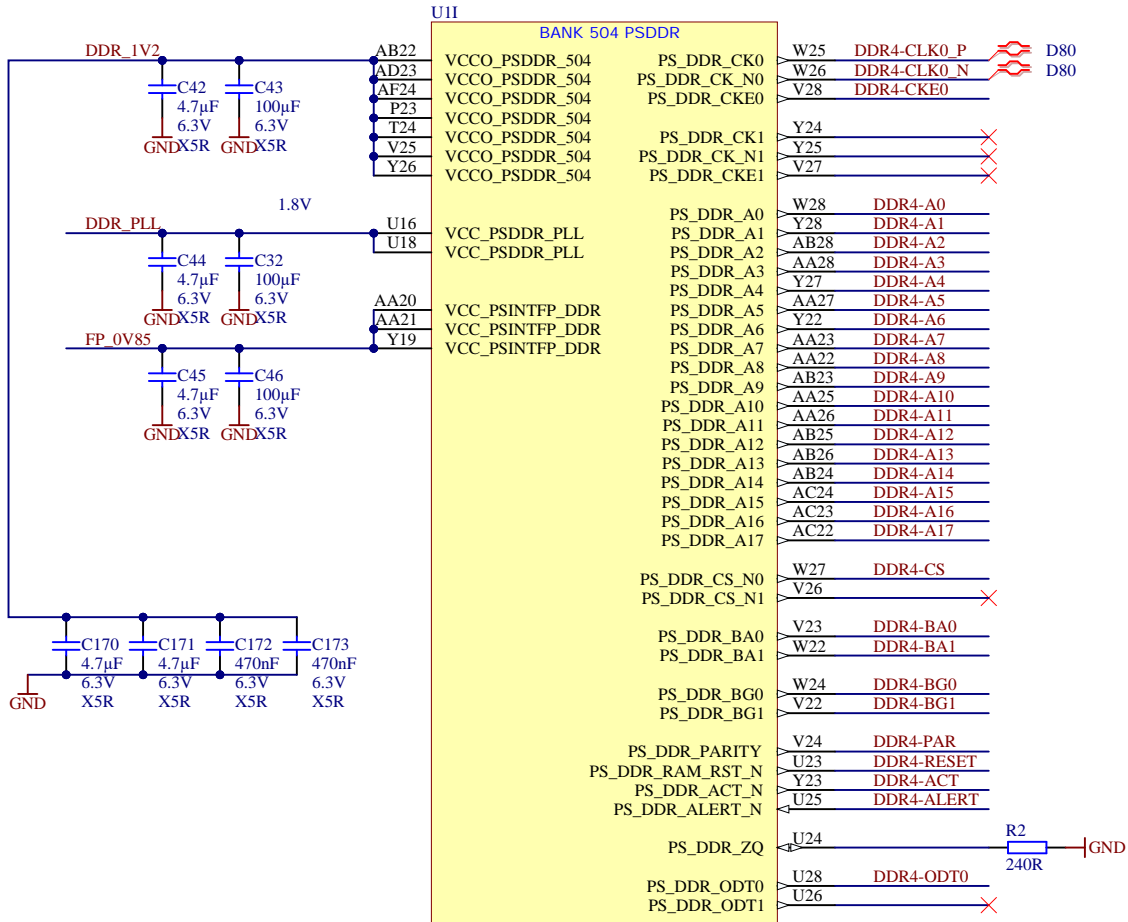 U1I
BANK 504 PSDDR
DDR_1V2
AB22 VCCO_PSDDR_504
AD23 VCCO_PSDDR_504
AF24 VCCO_PSDDR_504
P23 VCCO_PSDDR_504
T24 VCCO_PSDDR_504
V25 VCCO_PSDDR_504
Y26 VCCO_PSDDR_504
C42
4.7µF
6.3V
X5R
GND
C43
100µF
6.3V
X5R
GND
1.8V
DDR_PLL
U16 VCC_PSDDR_PLL
U18 VCC_PSDDR_PLL
C44
4.7µF
6.3V
X5R
GND
C32
100µF
6.3V
X5R
GND
AA20 VCC_PSINTFP_DDR
AA21 VCC_PSINTFP_DDR
Y19 VCC_PSINTFP_DDR
FP_0V85
C45
4.7µF
6.3V
X5R
GND
C46
100µF
6.3V
X5R
GND
C170
4.7µF
6.3V
X5R
C171
4.7µF
6.3V
X5R
C172
470nF
6.3V
X5R
C173
470nF
6.3V
X5R
GND
PS_DDR_CK0 W25 DDR4-CLK0_P D80
PS_DDR_CK_N0 W26 DDR4-CLK0_N D80
PS_DDR_CKE0 V28 DDR4-CKE0
PS_DDR_CK1 Y24
PS_DDR_CK_N1 Y25
PS_DDR_CKE1 V27
PS_DDR_A0 W28 DDR4-A0
PS_DDR_A1 Y28 DDR4-A1
PS_DDR_A2 AB28 DDR4-A2
PS_DDR_A3 AA28 DDR4-A3
PS_DDR_A4 Y27 DDR4-A4
PS_DDR_A5 AA27 DDR4-A5
PS_DDR_A6 Y22 DDR4-A6
PS_DDR_A7 AA23 DDR4-A7
PS_DDR_A8 AA22 DDR4-A8
PS_DDR_A9 AB23 DDR4-A9
PS_DDR_A10 AA25 DDR4-A10
PS_DDR_A11 AA26 DDR4-A11
PS_DDR_A12 AB25 DDR4-A12
PS_DDR_A13 AB26 DDR4-A13
PS_DDR_A14 AB24 DDR4-A14
PS_DDR_A15 AC24 DDR4-A15
PS_DDR_A16 AC23 DDR4-A16
PS_DDR_A17 AC22 DDR4-A17
PS_DDR_CS_N0 W27 DDR4-CS
PS_DDR_CS_N1 V26
PS_DDR_BA0 V23 DDR4-BA0
PS_DDR_BA1 W22 DDR4-BA1
PS_DDR_BG0 W24 DDR4-BG0
PS_DDR_BG1 V22 DDR4-BG1
PS_DDR_PARITY V24 DDR4-PAR
PS_DDR_RAM_RST_N U23 DDR4-RESET
PS_DDR_ACT_N Y23 DDR4-ACT
PS_DDR_ALERT_N U25 DDR4-ALERT
PS_DDR_ZQ U24
R2
240R
GND
PS_DDR_ODT0 U28 DDR4-ODT0
PS_DDR_ODT1 U26